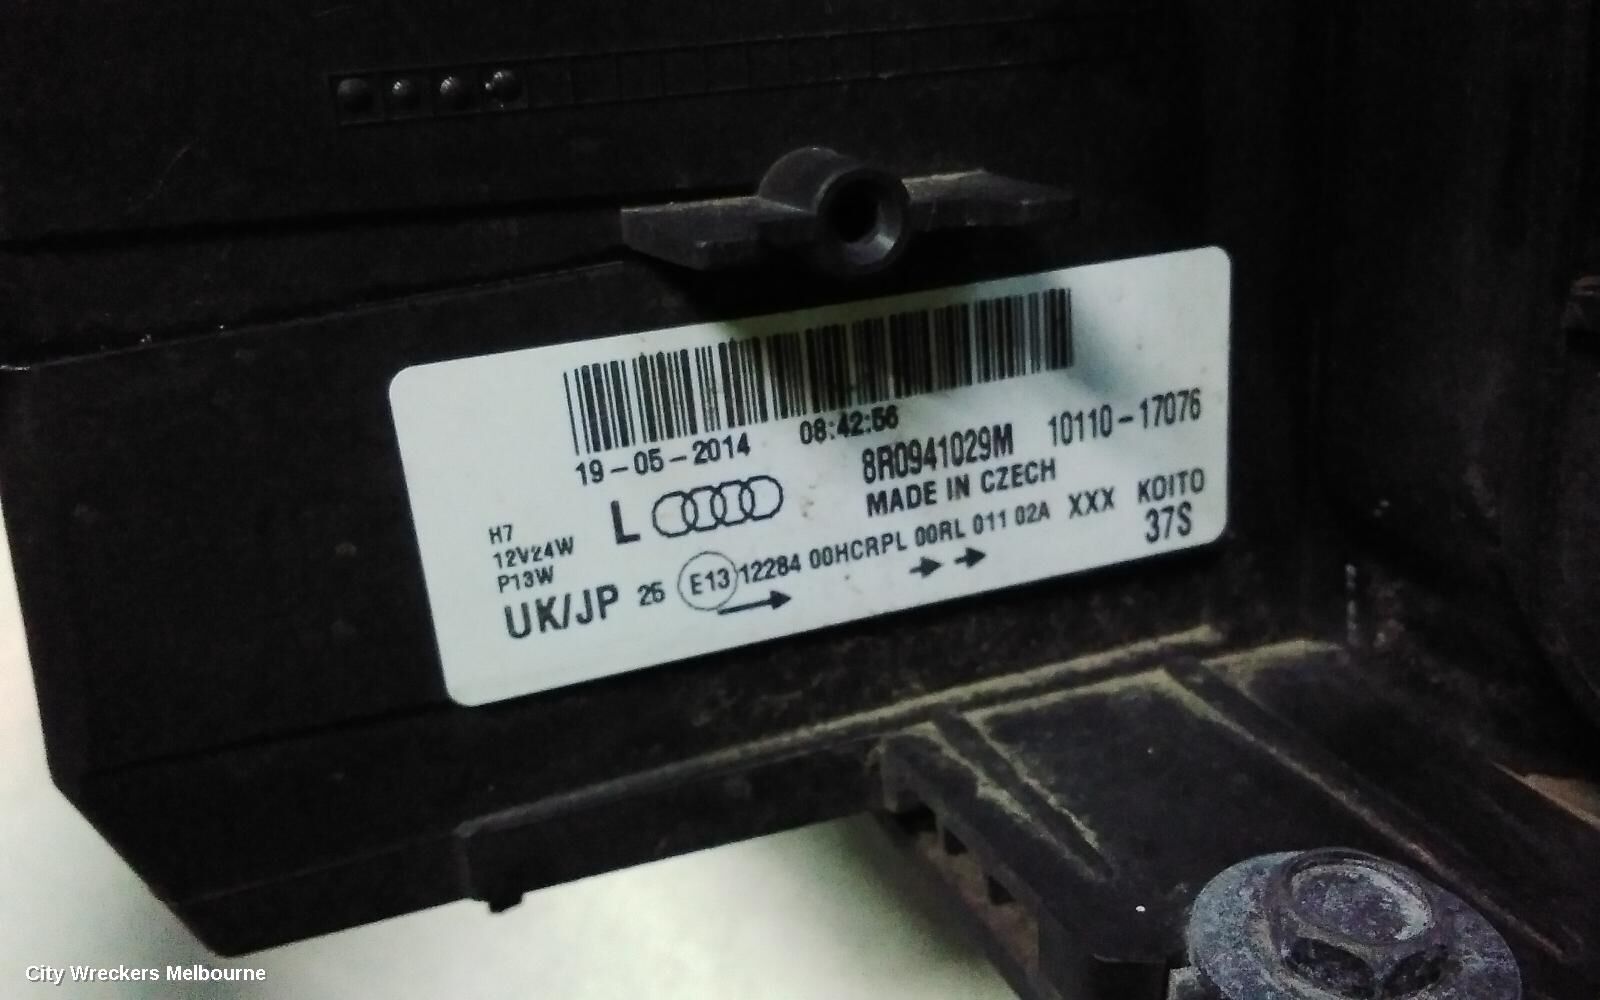 19-05-2014 08:42:56
8R0941029M 10110-17076
L MADE IN CZECH
H7
12V24W
P13W
UK/JP 25 E13 12284 00HCRPL 00RL 011 02A XXX KOITO
37S
City Wreckers Melbourne